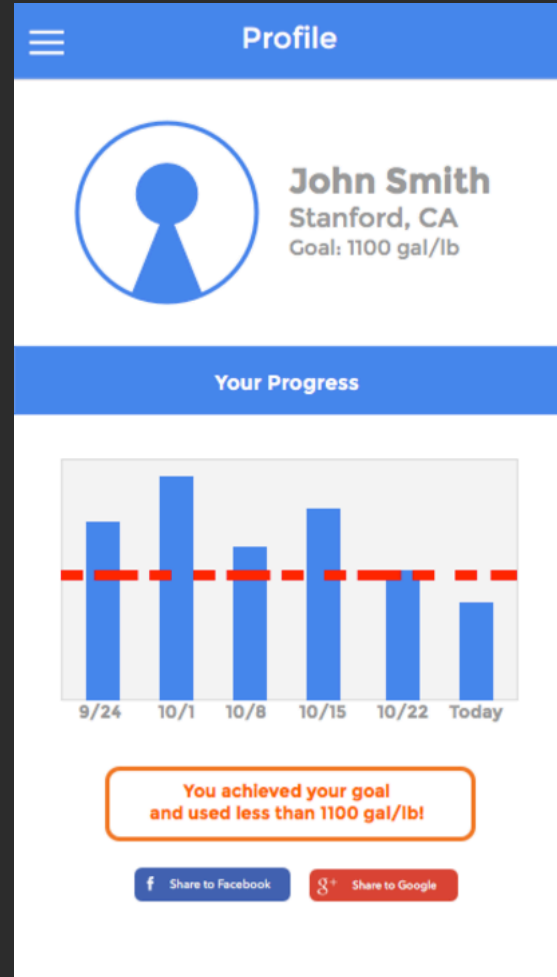 Profile
John Smith
Stanford, CA
Goal: 1100 gal/lb
Your Progress
9/24 10/1 10/8 10/15 10/22 Today
You achieved your goal
and used less than 1100 gal/lb!
f Share to Facebook
g+ Share to Google